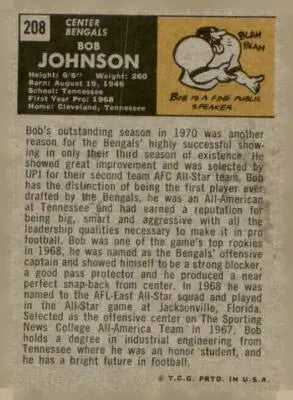 208
CENTER
BENGALS
BOB
JOHNSON
Height: 6'5" Weight: 260
Born: August 19, 1946
School: Tennessee
First Year Pro: 1968
Home: Cleveland, Tennessee
BLAH
BLAH
BOB IS A FINE PUBLIC
SPEAKER.
Bob's outstanding season in 1970 was another
reason for the Bengals' highly successful show-
ing in only their third season of existence. He
showed great improvement and was selected by
UPI for their second team AFC All-Star team. Bob
has the distinction of being the first player ever
drafted by the Bengals, he was an All-American
at Tennessee and had earned a reputation for
being big, smart and aggressive with all the
leadership qualities necessary to make it in pro
football. Bob was one of the game's top rookies
in 1968, he was named as the Bengals' offensive
captain and showed himself to be a strong blocker,
a good pass protector and he produced a near
perfect snap-back from center. In 1968 he was
named to the AFL-East All-Star squad and played
in the All-Star game at Jacksonville, Florida.
Selected as the offensive center on The Sporting
News College All-America Team in 1967, Bob
holds a degree in industrial engineering from
Tennessee where he was an honor student, and
he has a bright future in football.
© T.C.G. PRTD. IN U.S.A.